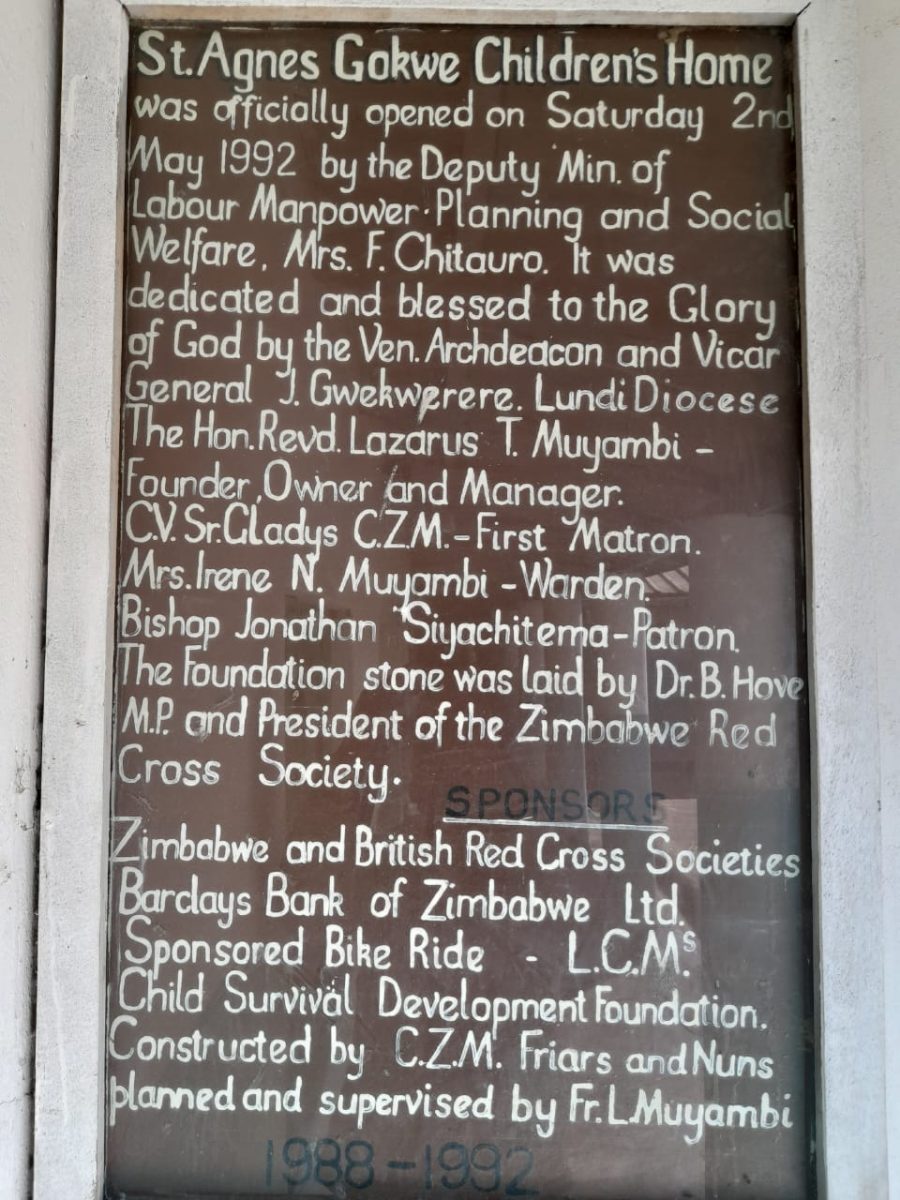 St. Agnes Gokwe Children's Home
was officially opened on Saturday 2nd
May 1992 by the Deputy Min. of
Labour Manpower Planning and Social
Welfare, Mrs. F. Chitauro. It was
dedicated and blessed to the Glory
of God by the Ven. Archdeacon and Vicar
General J. Gwekwerere. Lundi Diocese
The Hon. Revd. Lazarus T. Muyambi -
Founder, Owner and Manager.
C.V. Sr. Gladys C.Z.M. - First Matron.
Mrs. Irene N. Muyambi - Warden.
Bishop Jonathan Siyachitema - Patron.
The Foundation stone was laid by Dr. B. Hove
M.P. and President of the Zimbabwe Red
Cross Society.
SPONSORS
Zimbabwe and British Red Cross Societies
Barclays Bank of Zimbabwe Ltd.
Sponsored Bike Ride - L.C.M.s
Child Survival Development Foundation.
Constructed by C.Z.M. Friars and Nuns
planned and supervised by Fr. L. Muyambi
1988 - 1992